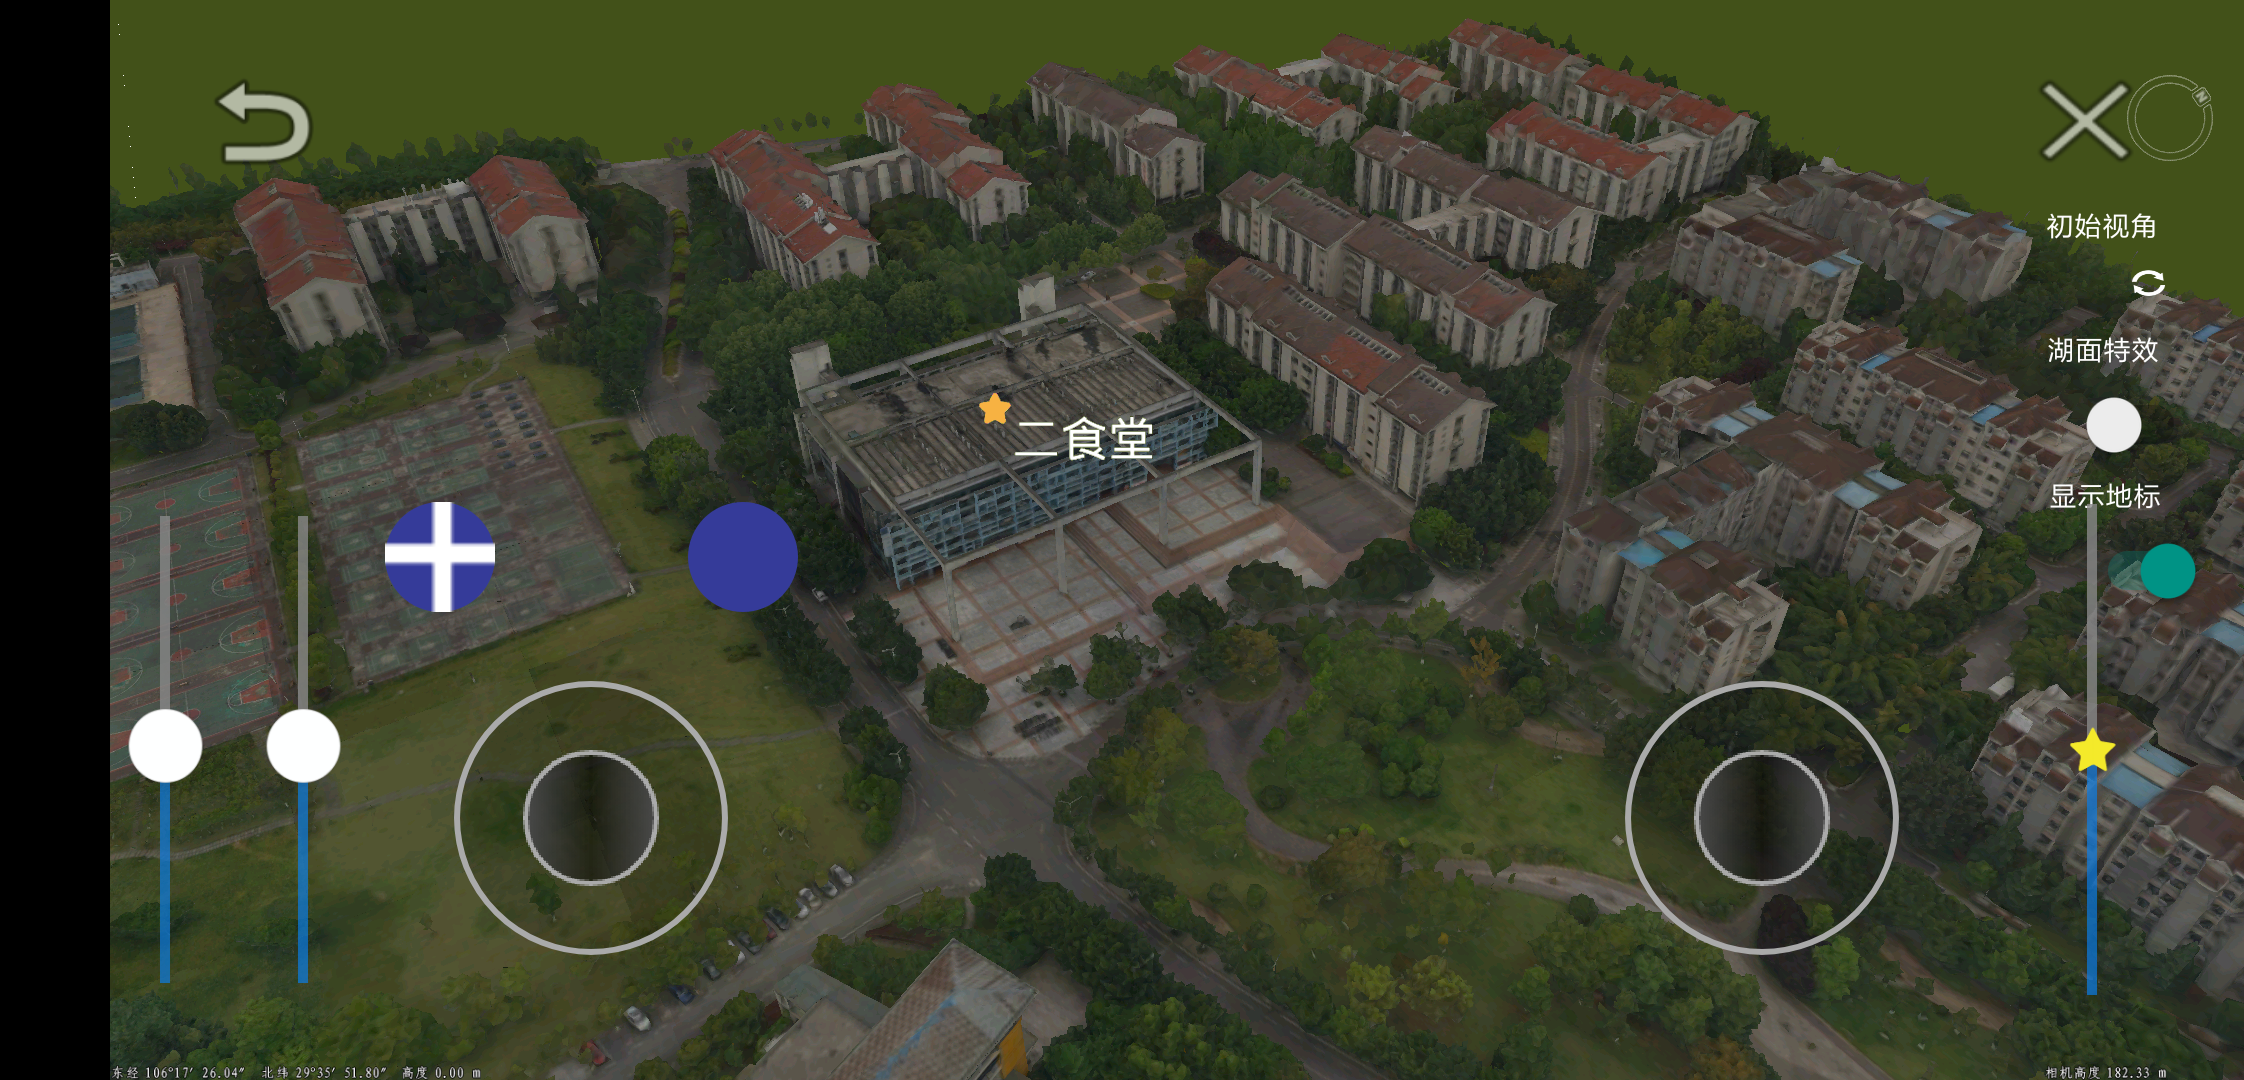 N
初始视角
湖面特效
二食堂
显示地标
东经 106°17′ 26.04″ 北纬 29°35′ 51.80″ 高度 0.00 m
相机高度 182.33 m